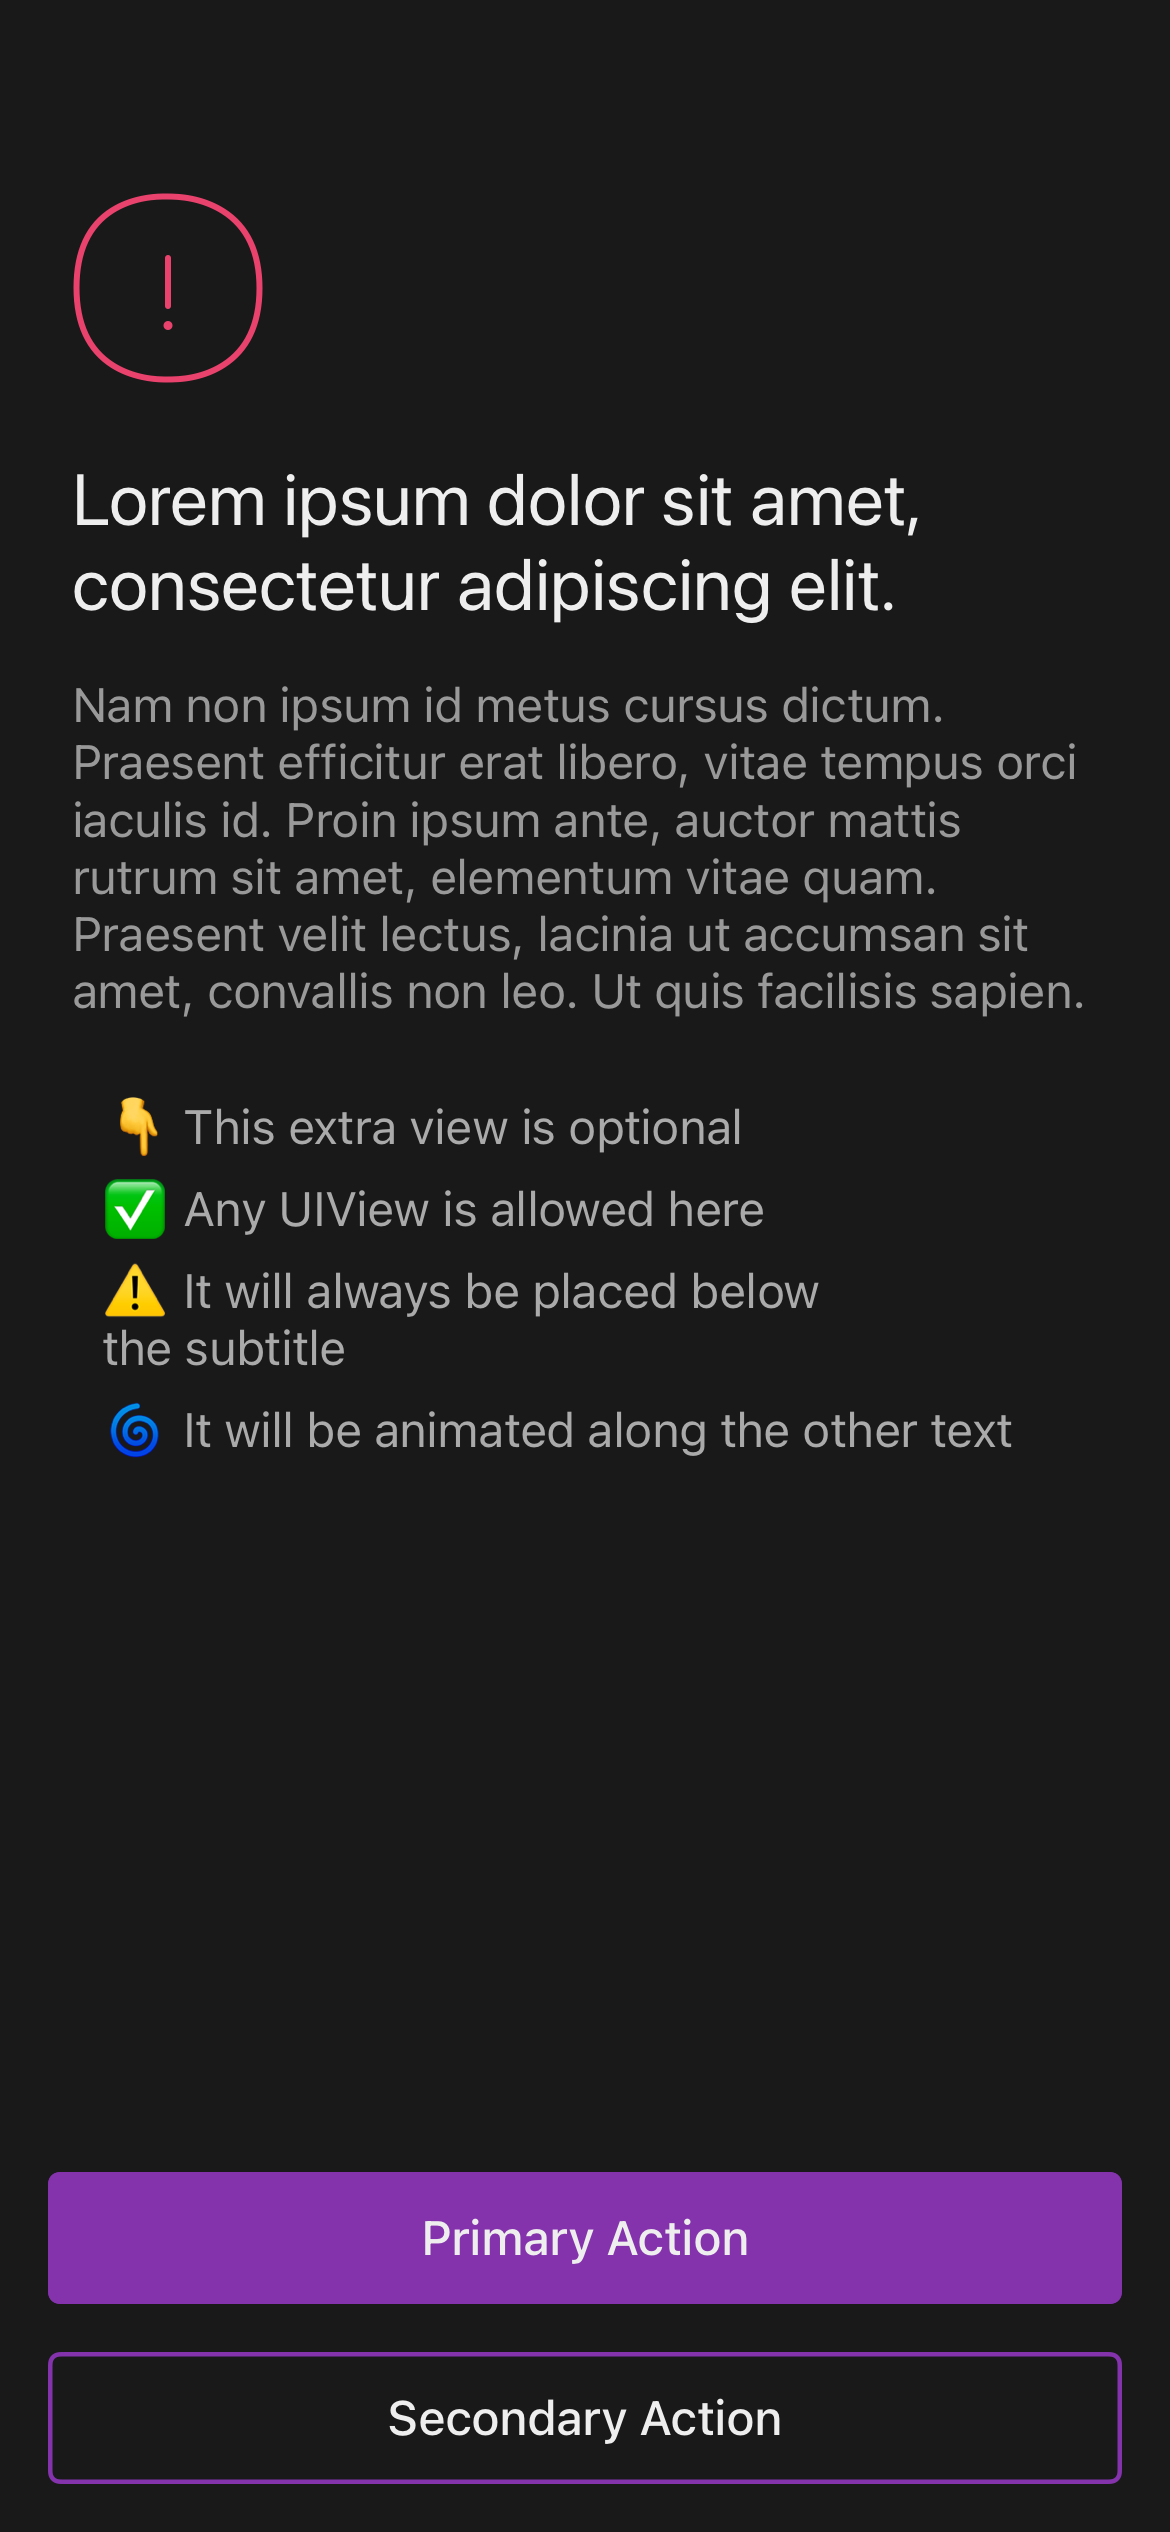 Lorem ipsum dolor sit amet,
consectetur adipiscing elit.
Nam non ipsum id metus cursus dictum.
Praesent efficitur erat libero, vitae tempus orci
iaculis id. Proin ipsum ante, auctor mattis
rutrum sit amet, elementum vitae quam.
Praesent velit lectus, lacinia ut accumsan sit
amet, convallis non leo. Ut quis facilisis sapien.
👇 This extra view is optional
✅ Any UIView is allowed here
⚠️ It will always be placed below
the subtitle
🌀 It will be animated along the other text
Primary Action
Secondary Action